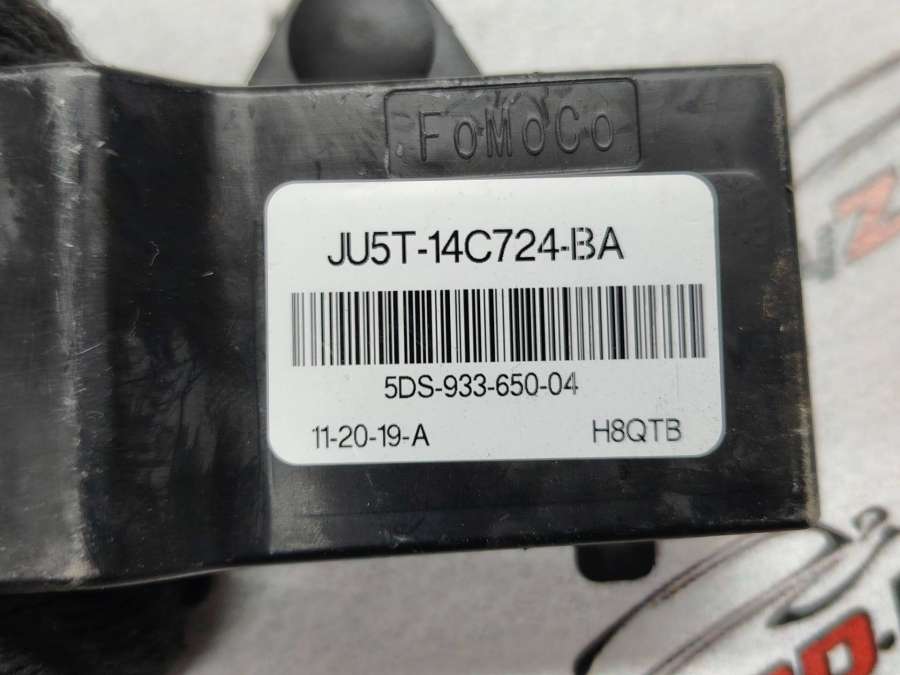 FoMoCo
JU5T-14C724-BA
5DS-933-650-04
11-20-19-A H8QTB